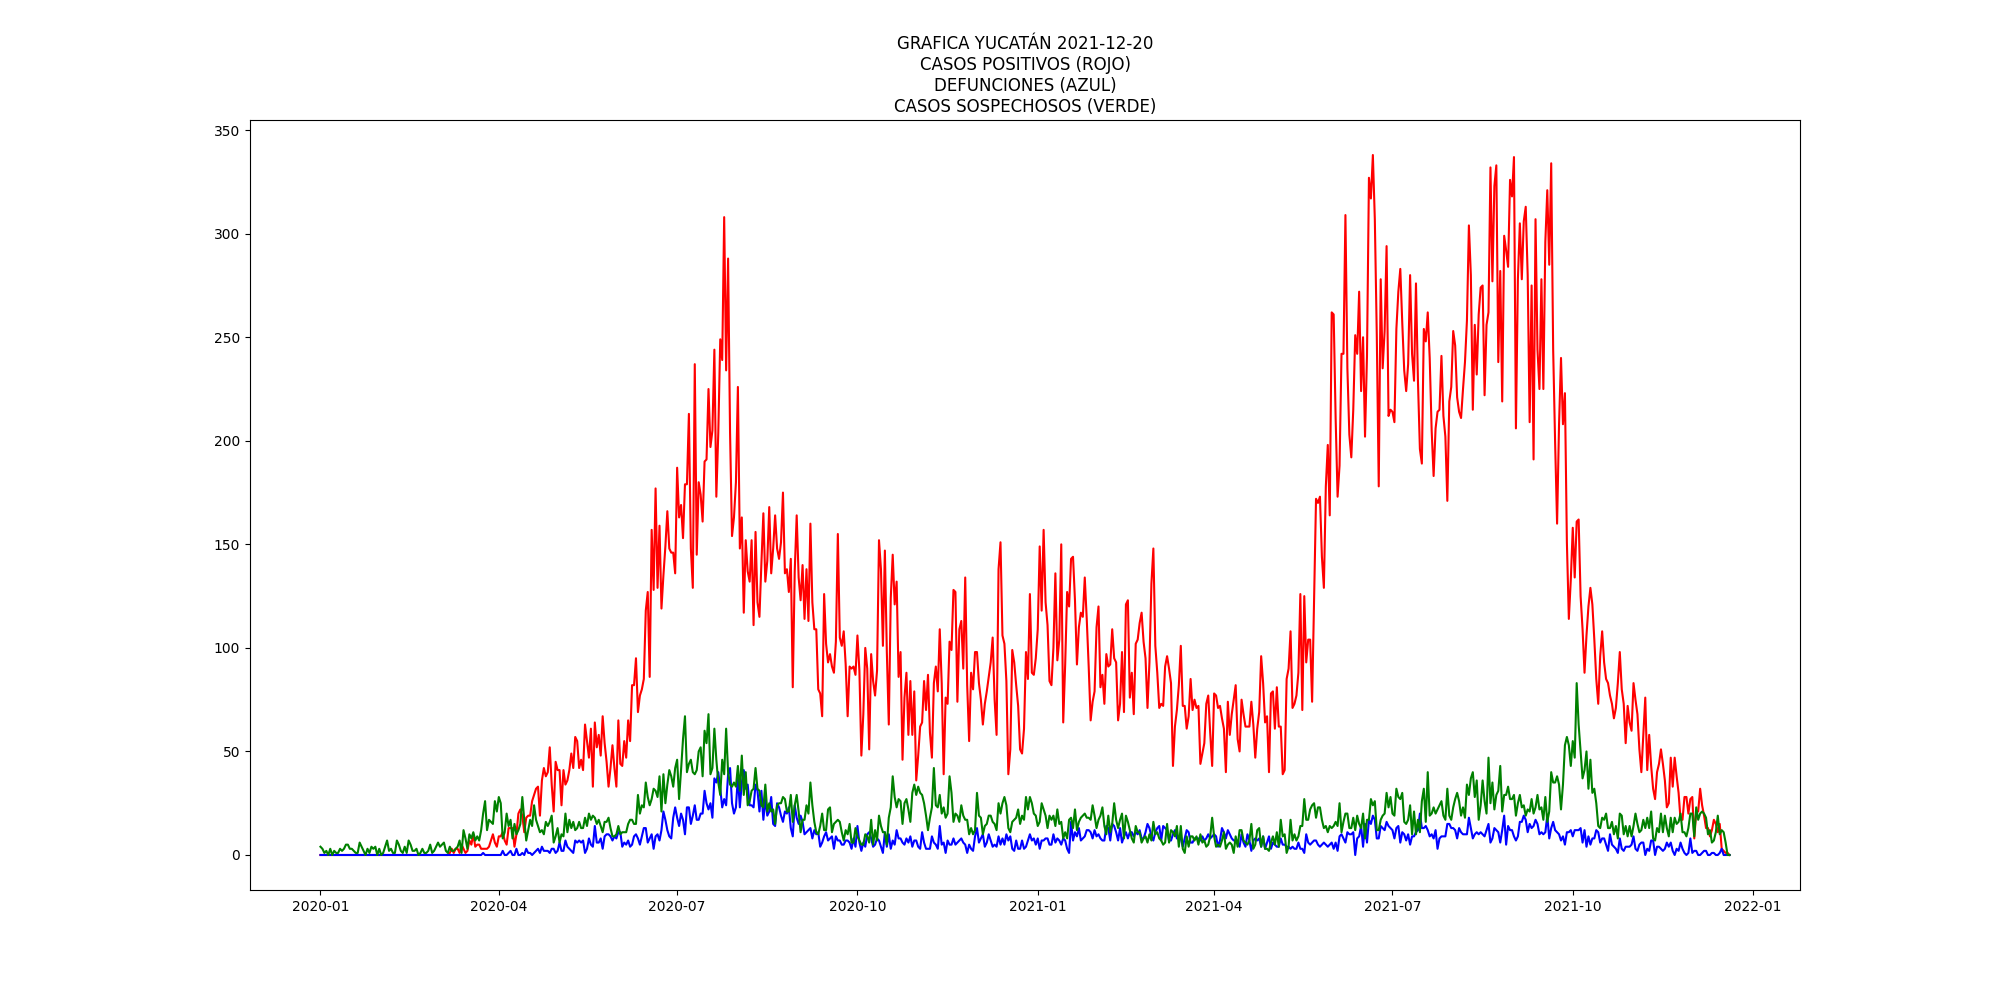 GRAFICA YUCATÁN 2021-12-20
CASOS POSITIVOS (ROJO)
DEFUNCIONES (AZUL)
CASOS SOSPECHOSOS (VERDE)
350
300
250
200
150
100
50
0
2020-01 2020-04 2020-07 2020-10 2021-01 2021-04 2021-07 2021-10 2022-01